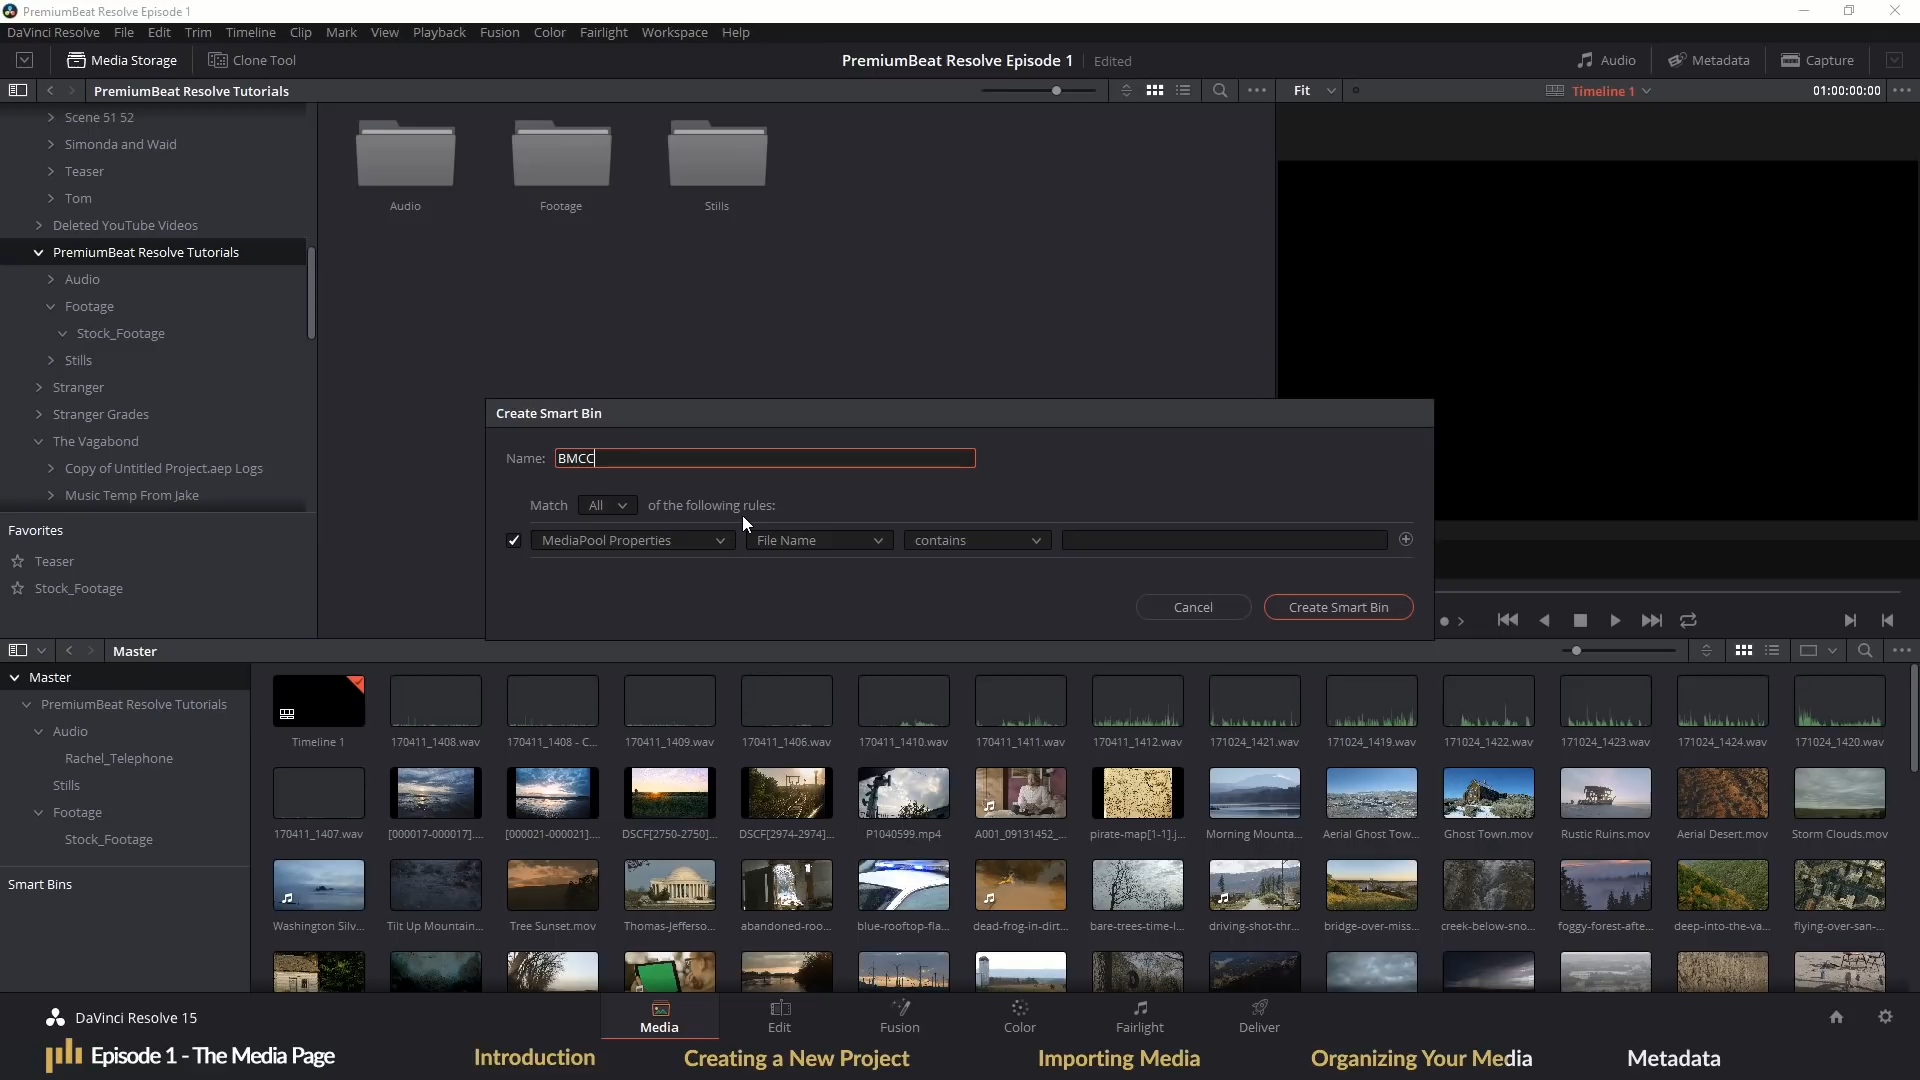 PremiumBeat Resolve Episode 1
DaVinci Resolve File Edit Trim Timeline Clip Mark View Playback Fusion Color Fairlight Workspace Help
Media Storage Clone Tool PremiumBeat Resolve Episode 1 Edited Audio Metadata Capture
PremiumBeat Resolve Tutorials Fit Timeline 1 01:00:00:00
Scene 51 52
Simonda and Waid
Teaser
Tom
Deleted YouTube Videos
PremiumBeat Resolve Tutorials
Audio
Footage
Stock_Footage
Stills
Stranger
Stranger Grades
The Vagabond
Copy of Untitled Project.aep Logs
Music Temp From Jake
Audio Footage Stills
Favorites
Teaser
Stock_Footage
Create Smart Bin
Name: BMCC
Match All of the following rules:
MediaPool Properties File Name contains
Cancel Create Smart Bin
Master
Master
PremiumBeat Resolve Tutorials
Audio
Rachel_Telephone
Stills
Footage
Stock_Footage
Smart Bins
Timeline 1 170411_1408.wav 170411_1408 - C... 170411_1409.wav 170411_1406.wav 170411_1410.wav 170411_1411.wav 170411_1412.wav 171024_1421.wav 171024_1419.wav 171024_1422.wav 171024_1423.wav 171024_1424.wav 171024_1420.wav
170411_1407.wav [000017-000017].... [000021-000021].... DSCF[2750-2750]... DSCF[2974-2974]... P1040599.mp4 A001_09131452_... pirate-map[1-1].j... Morning Mounta... Aerial Ghost Tow... Ghost Town.mov Rustic Ruins.mov Aerial Desert.mov Storm Clouds.mov
Washington Silv... Tilt Up Mountain... Tree Sunset.mov Thomas-Jefferso... abandoned-roo... blue-rooftop-fla... dead-frog-in-dirt... bare-trees-time-l... driving-shot-thr... bridge-over-miss... creek-below-sno... foggy-forest-afte... deep-into-the-va... flying-over-san-...
DaVinci Resolve 15 Media Edit Fusion Color Fairlight Deliver
Episode 1 - The Media Page Introduction Creating a New Project Importing Media Organizing Your Media Metadata